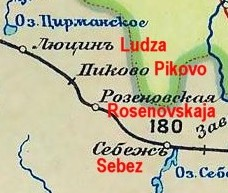 Оз.Цирманское
Люцинъ Ludza
Пиково Pikovo
Розеновская
Rosenovskaja
180
Зав
Себежъ
Sebez
Оз.Себ